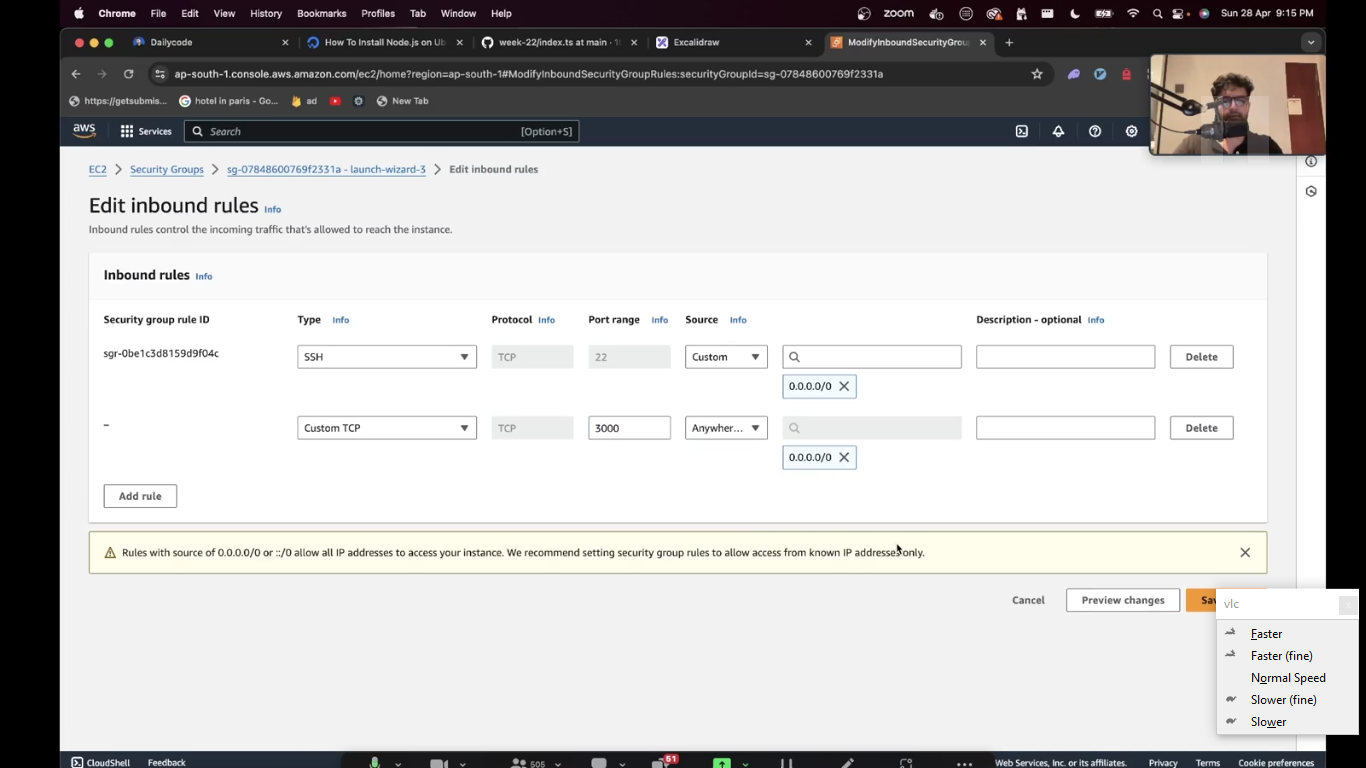 Chrome File Edit View History Bookmarks Profiles Tab Window Help zoom Sun 28 Apr 9:15 PM
Dailycode How To Install Node.js on Ub week-22/index.ts at main · 10 Excalidraw ModifyInboundSecurityGrou
ap-south-1.console.aws.amazon.com/ec2/home?region=ap-south-1#ModifyInboundSecurityGroupRules:securityGroupId=sg-07848600769f2331a
https://getsubmis... hotel in paris - Go... ad New Tab
aws Services Search [Option+S]
EC2 > Security Groups > sg-07848600769f2331a - launch-wizard-3 > Edit inbound rules
Edit inbound rules Info
Inbound rules control the incoming traffic that's allowed to reach the instance.
Inbound rules Info
Security group rule ID Type Info Protocol Info Port range Info Source Info Description - optional Info
sgr-0be1c3d8159d9f04c SSH TCP 22 Custom Delete
0.0.0.0/0
– Custom TCP TCP 3000 Anywher... Delete
0.0.0.0/0
Add rule
Rules with source of 0.0.0.0/0 or ::/0 allow all IP addresses to access your instance. We recommend setting security group rules to allow access from known IP addresses only.
Cancel Preview changes Sav
vlc
Faster
Faster (fine)
Normal Speed
Slower (fine)
Slower
CloudShell Feedback 505 51 Web Services, Inc. or its affiliates. Privacy Terms Cookie preferences